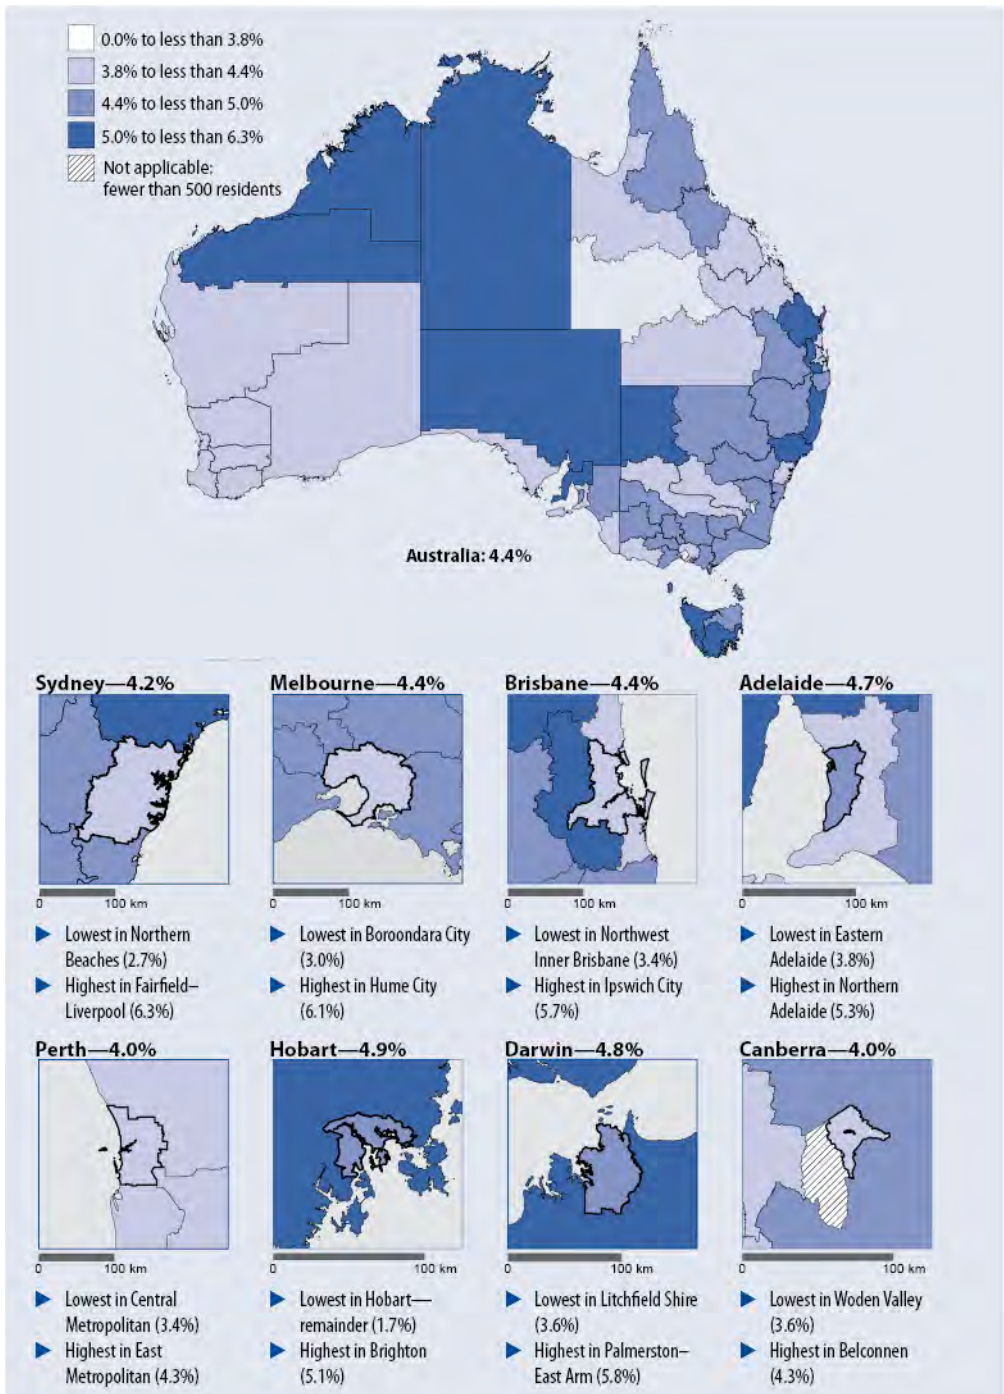 0.0% to less than 3.8%
3.8% to less than 4.4%
4.4% to less than 5.0%
5.0% to less than 6.3%
Not applicable:
fewer than 500 residents
Australia: 4.4%
Sydney—4.2%
0 100 km
▶ Lowest in Northern
Beaches (2.7%)
▶ Highest in Fairfield–
Liverpool (6.3%)
Melbourne—4.4%
0 100 km
▶ Lowest in Boroondara City
(3.0%)
▶ Highest in Hume City
(6.1%)
Brisbane—4.4%
0 100 km
▶ Lowest in Northwest
Inner Brisbane (3.4%)
▶ Highest in Ipswich City
(5.7%)
Adelaide—4.7%
0 100 km
▶ Lowest in Eastern
Adelaide (3.8%)
▶ Highest in Northern
Adelaide (5.3%)
Perth—4.0%
0 100 km
▶ Lowest in Central
Metropolitan (3.4%)
▶ Highest in East
Metropolitan (4.3%)
Hobart—4.9%
0 100 km
▶ Lowest in Hobart—
remainder (1.7%)
▶ Highest in Brighton
(5.1%)
Darwin—4.8%
0 100 km
▶ Lowest in Litchfield Shire
(3.6%)
▶ Highest in Palmerston–
East Arm (5.8%)
Canberra—4.0%
0 100 km
▶ Lowest in Woden Valley
(3.6%)
▶ Highest in Belconnen
(4.3%)